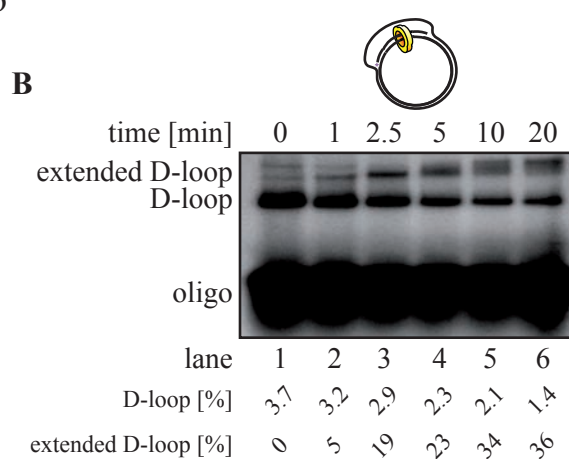 B
time [min] 0 1 2.5 5 10 20
extended D-loop
D-loop
oligo
lane 1 2 3 4 5 6
D-loop [%] 3.7 3.2 2.9 2.3 2.1 1.4
extended D-loop [%] 0 5 19 23 34 36